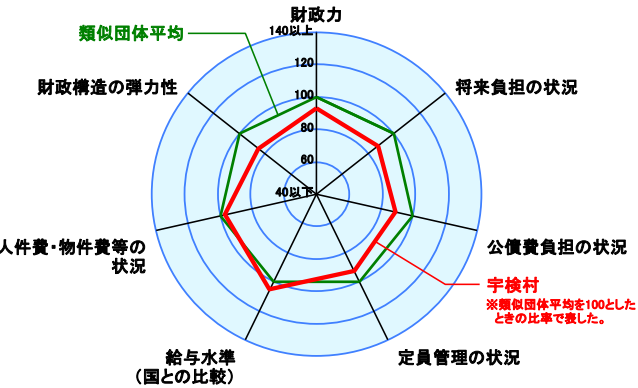 財政力
140以上
類似団体平均
120
財政構造の弾力性
将来負担の状況
100
80
60
40以下
人件費・物件費等の
状況
公債費負担の状況
宇検村
※類似団体平均を100とした
ときの比率で表した。
給与水準
（国との比較）
定員管理の状況